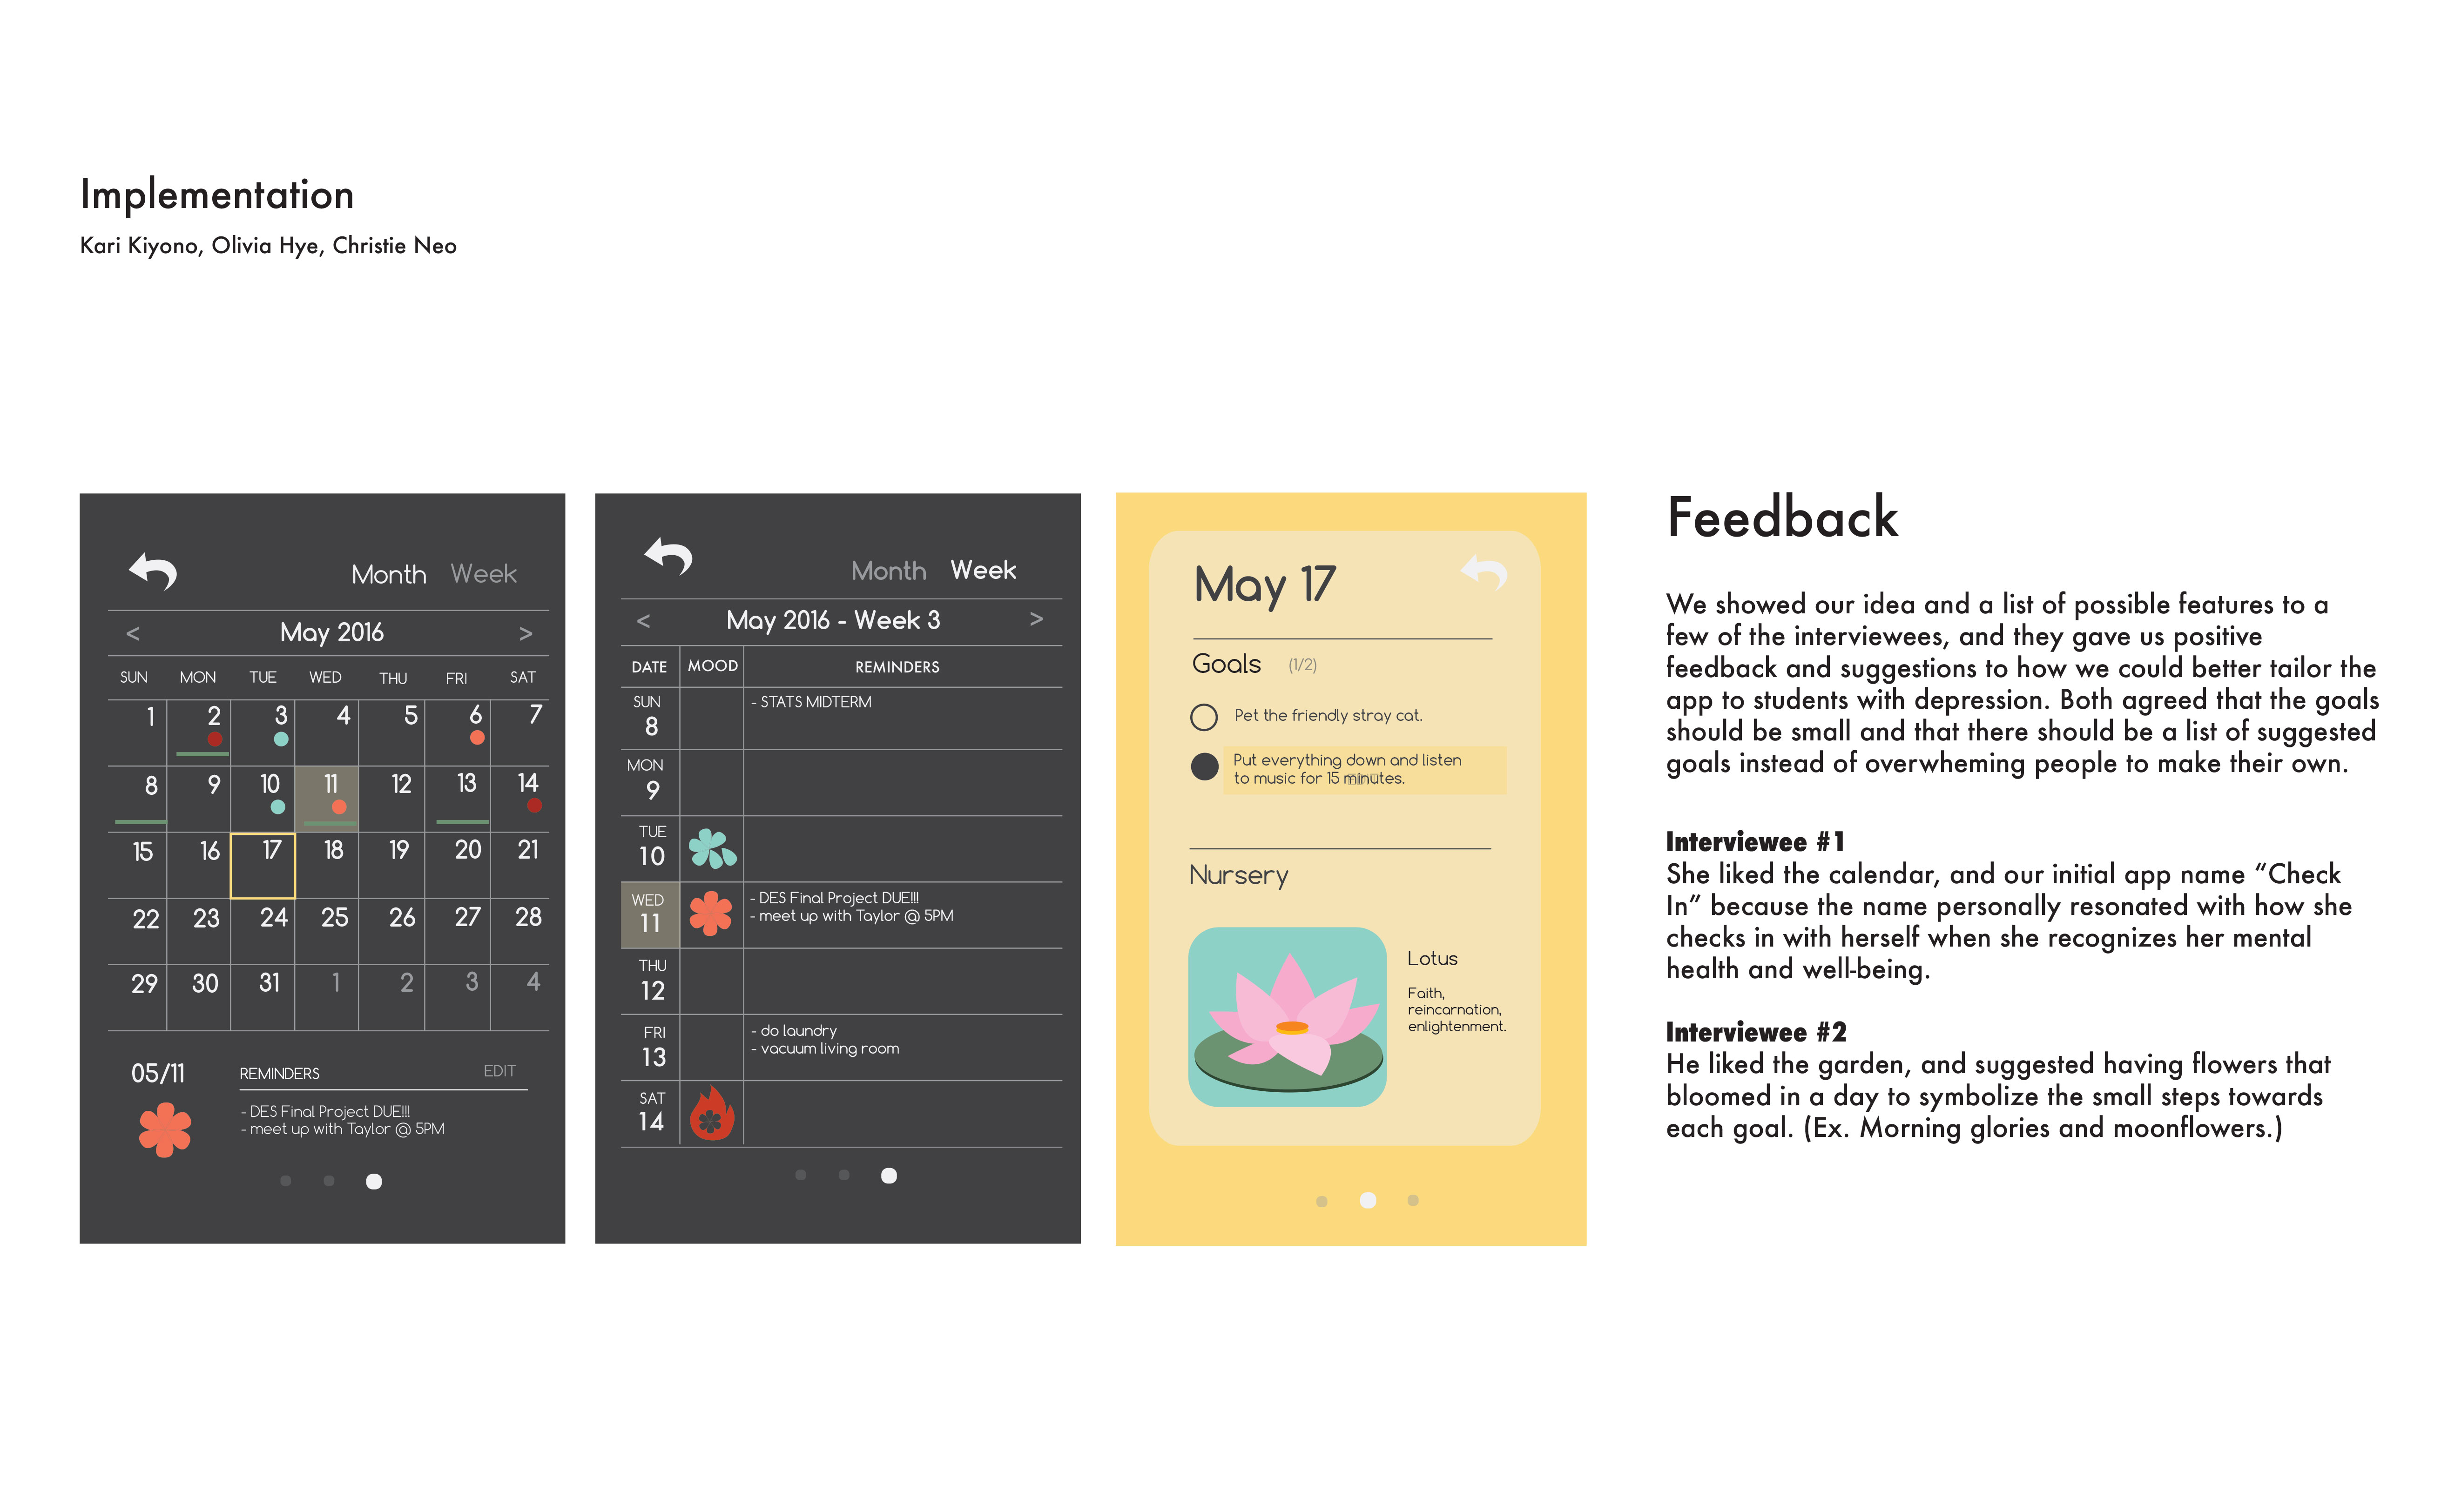 Implementation
Kari Kiyono, Olivia Hye, Christie Neo
Month Week
< May 2016 >
SUN MON TUE WED THU FRI SAT
1 2 3 4 5 6 7
8 9 10 11 12 13 14
15 16 17 18 19 20 21
22 23 24 25 26 27 28
29 30 31 1 2 3 4
05/11 REMINDERS EDIT
- DES Final Project DUE!!!
- meet up with Taylor @ 5PM
Month Week
< May 2016 - Week 3 >
DATE MOOD REMINDERS
SUN
8
- STATS MIDTERM
MON
9
TUE
10
WED
11
- DES Final Project DUE!!!
- meet up with Taylor @ 5PM
THU
12
FRI
13
- do laundry
- vacuum living room
SAT
14
May 17
Goals (1/2)
Pet the friendly stray cat.
Put everything down and listen
to music for 15 minutes.
Nursery
Lotus
Faith,
reincarnation,
enlightenment.
Feedback
We showed our idea and a list of possible features to a
few of the interviewees, and they gave us positive
feedback and suggestions to how we could better tailor the
app to students with depression. Both agreed that the goals
should be small and that there should be a list of suggested
goals instead of overwheming people to make their own.
Interviewee #1
She liked the calendar, and our initial app name “Check
In” because the name personally resonated with how she
checks in with herself when she recognizes her mental
health and well-being.
Interviewee #2
He liked the garden, and suggested having flowers that
bloomed in a day to symbolize the small steps towards
each goal. (Ex. Morning glories and moonflowers.)